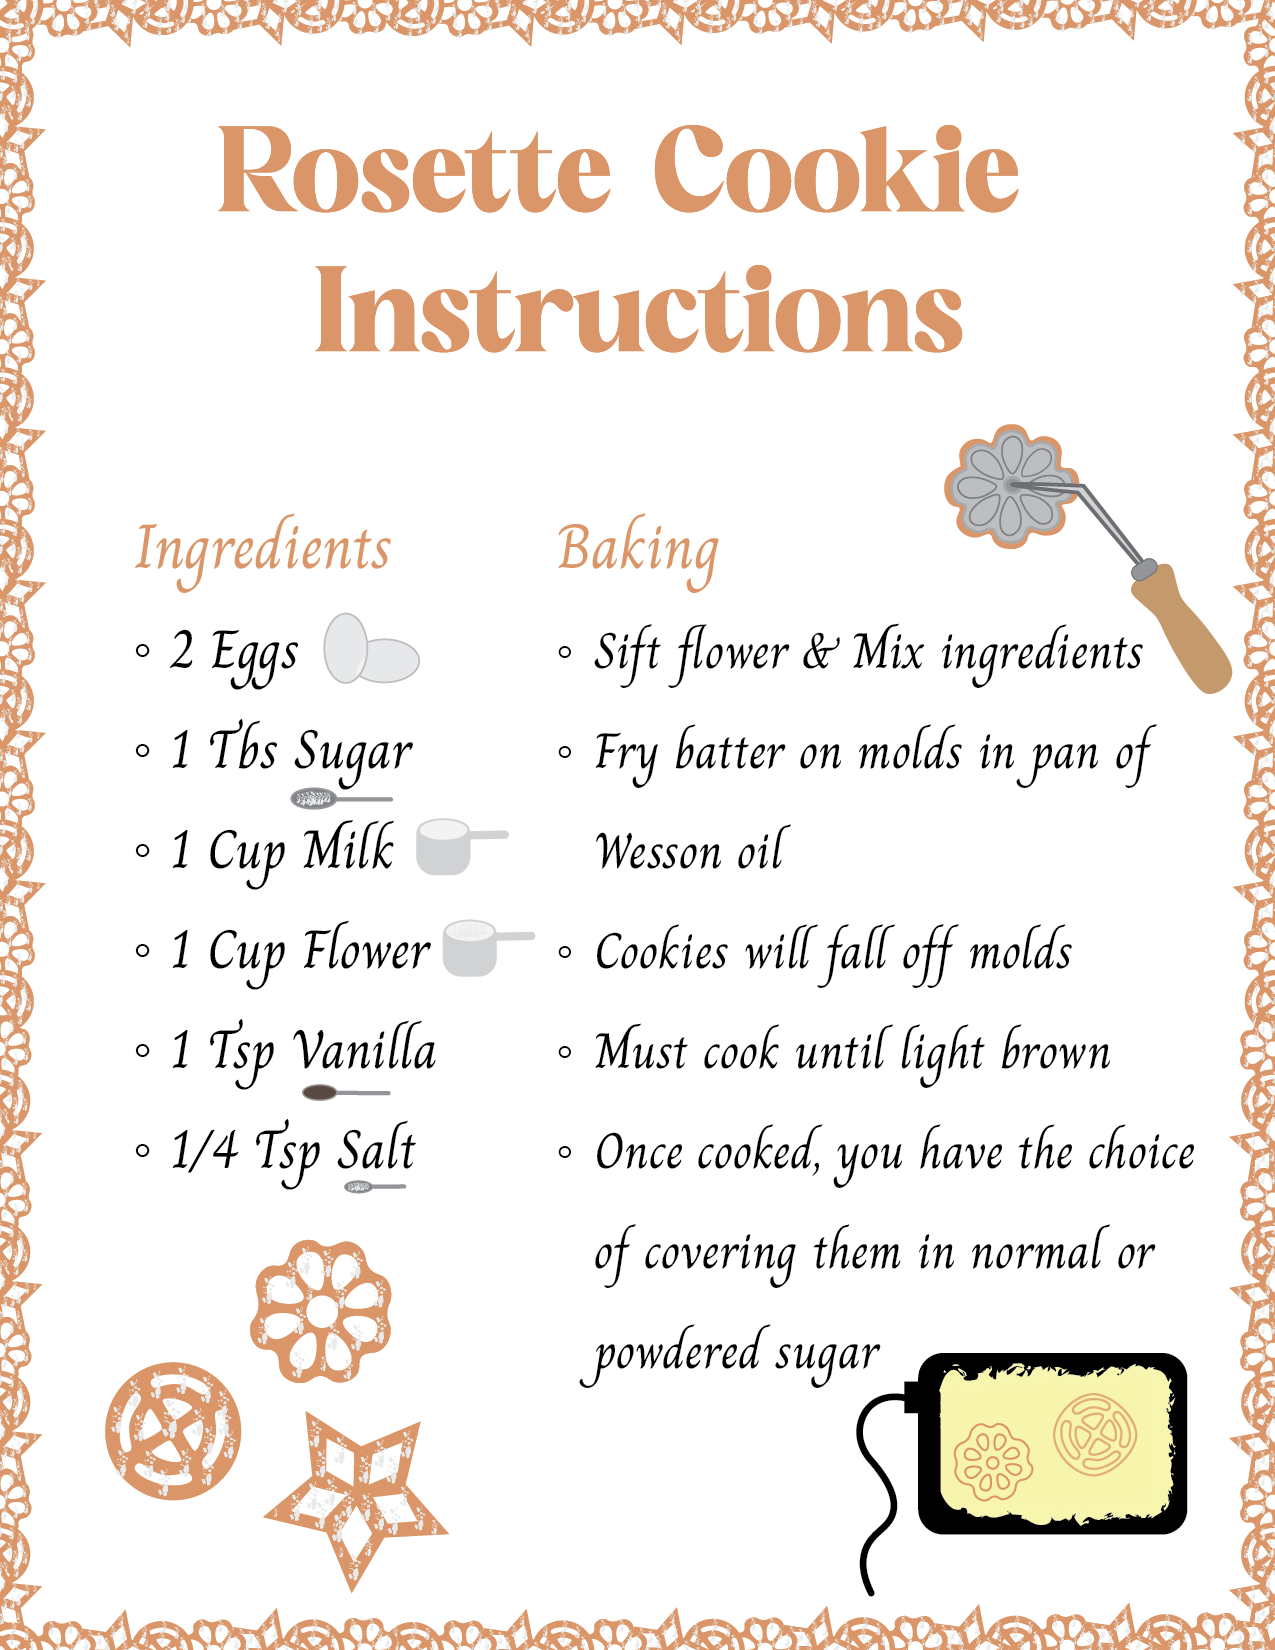 Rosette Cookie
Instructions
Ingredients
2 Eggs
1 Tbs Sugar
1 Cup Milk
1 Cup Flower
1 Tsp Vanilla
1/4 Tsp Salt
Baking
Sift flower & Mix ingredients
Fry batter on molds in pan of
Wesson oil
Cookies will fall off molds
Must cook until light brown
Once cooked, you have the choice
of covering them in normal or
powdered sugar